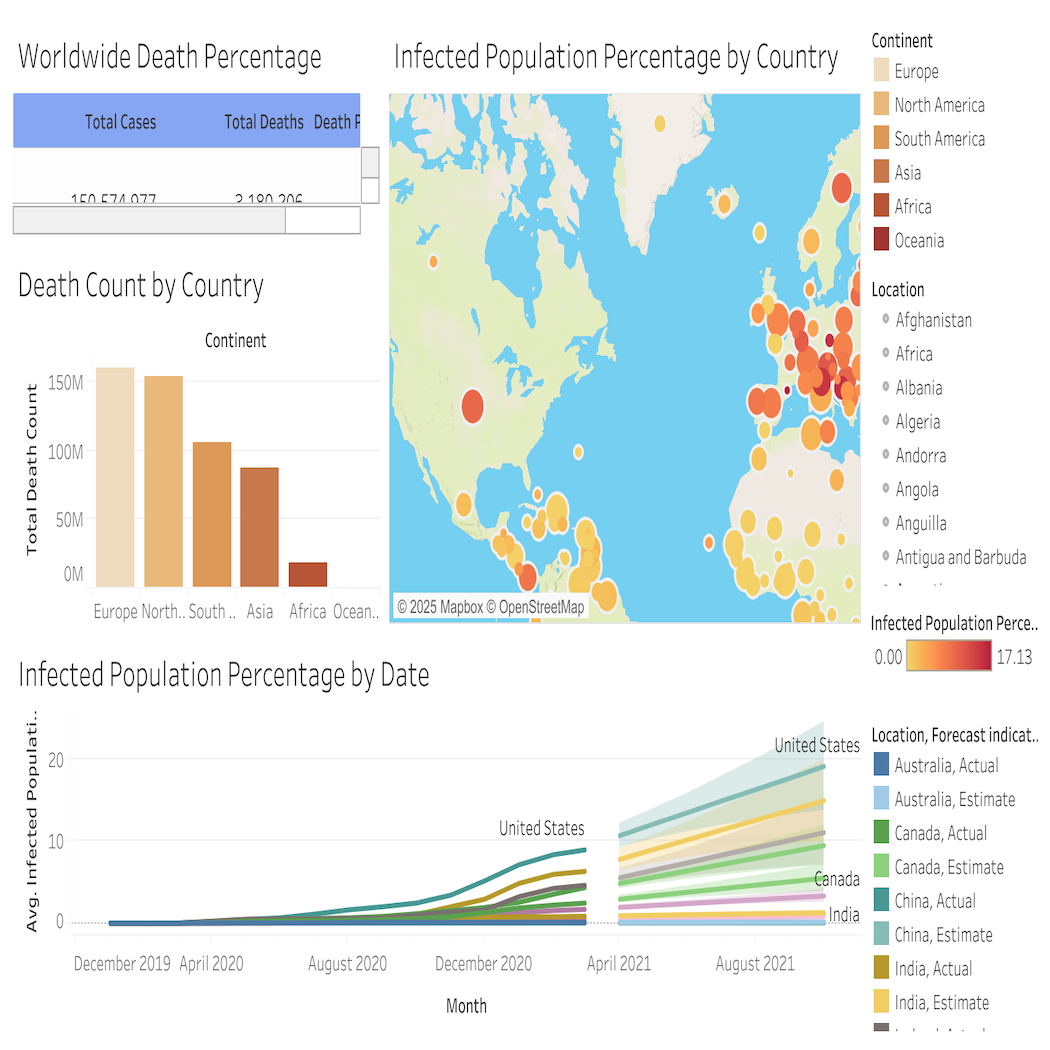 Worldwide Death Percentage
Total Cases Total Deaths Death P
150,574,977 3,180,206
Death Count by Country
Continent
Total Death Count
150M
100M
50M
0M
Europe North.. South .. Asia Africa Ocean..
Infected Population Percentage by Country
© 2025 Mapbox © OpenStreetMap
Continent
Europe
North America
South America
Asia
Africa
Oceania
Location
Afghanistan
Africa
Albania
Algeria
Andorra
Angola
Anguilla
Antigua and Barbuda
Infected Population Perce..
0.00 17.13
Infected Population Percentage by Date
Avg. Infected Populati..
20
10
0
United States
United States
Canada
India
December 2019 April 2020 August 2020 December 2020 April 2021 August 2021
Month
Location, Forecast indicat..
Australia, Actual
Australia, Estimate
Canada, Actual
Canada, Estimate
China, Actual
China, Estimate
India, Actual
India, Estimate